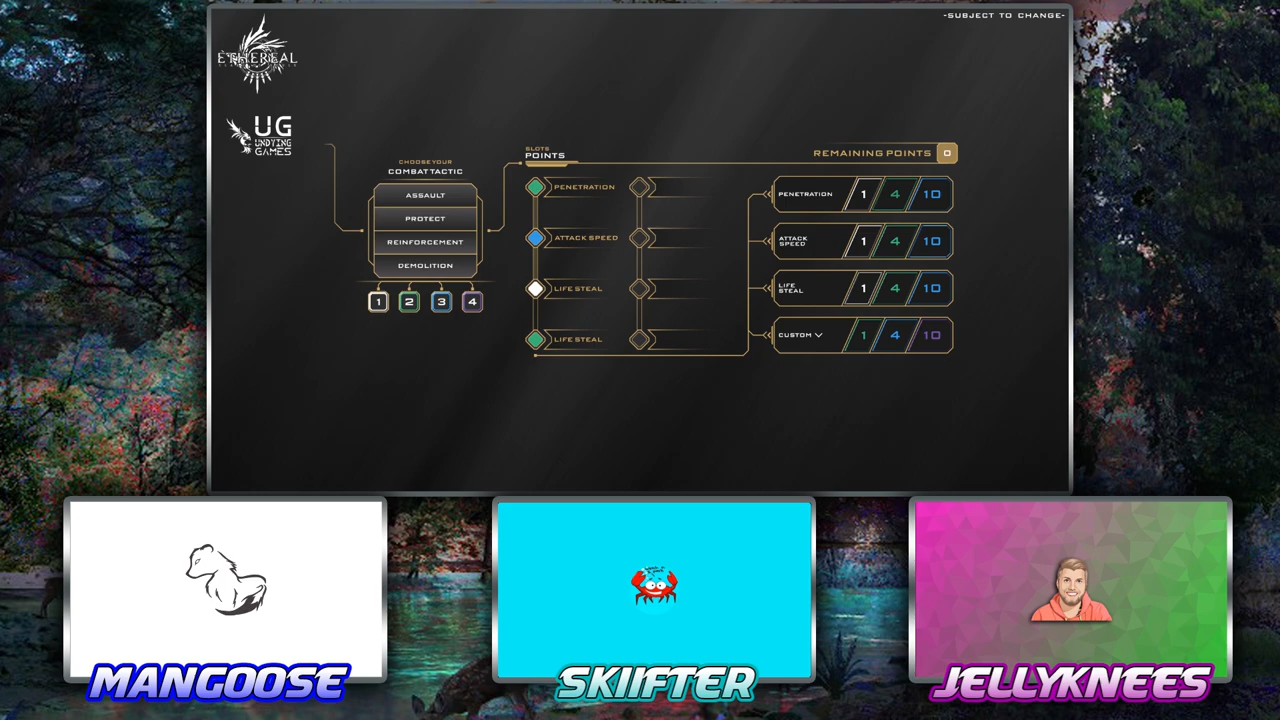 -SUBJECT TO CHANGE-
ETHEREAL
UG
UNDYING
GAMES
CHOOSE YOUR
COMBAT TACTIC
ASSAULT
PROTECT
REINFORCEMENT
DEMOLITION
1 2 3 4
SLOTS
POINTS
PENETRATION
ATTACK SPEED
LIFE STEAL
LIFE STEAL
REMAINING POINTS 0
PENETRATION 1 4 10
ATTACK
SPEED 1 4 10
LIFE
STEAL 1 4 10
CUSTOM 1 4 10
MANGOOSE
SKIIFTER
JELLYKNEES